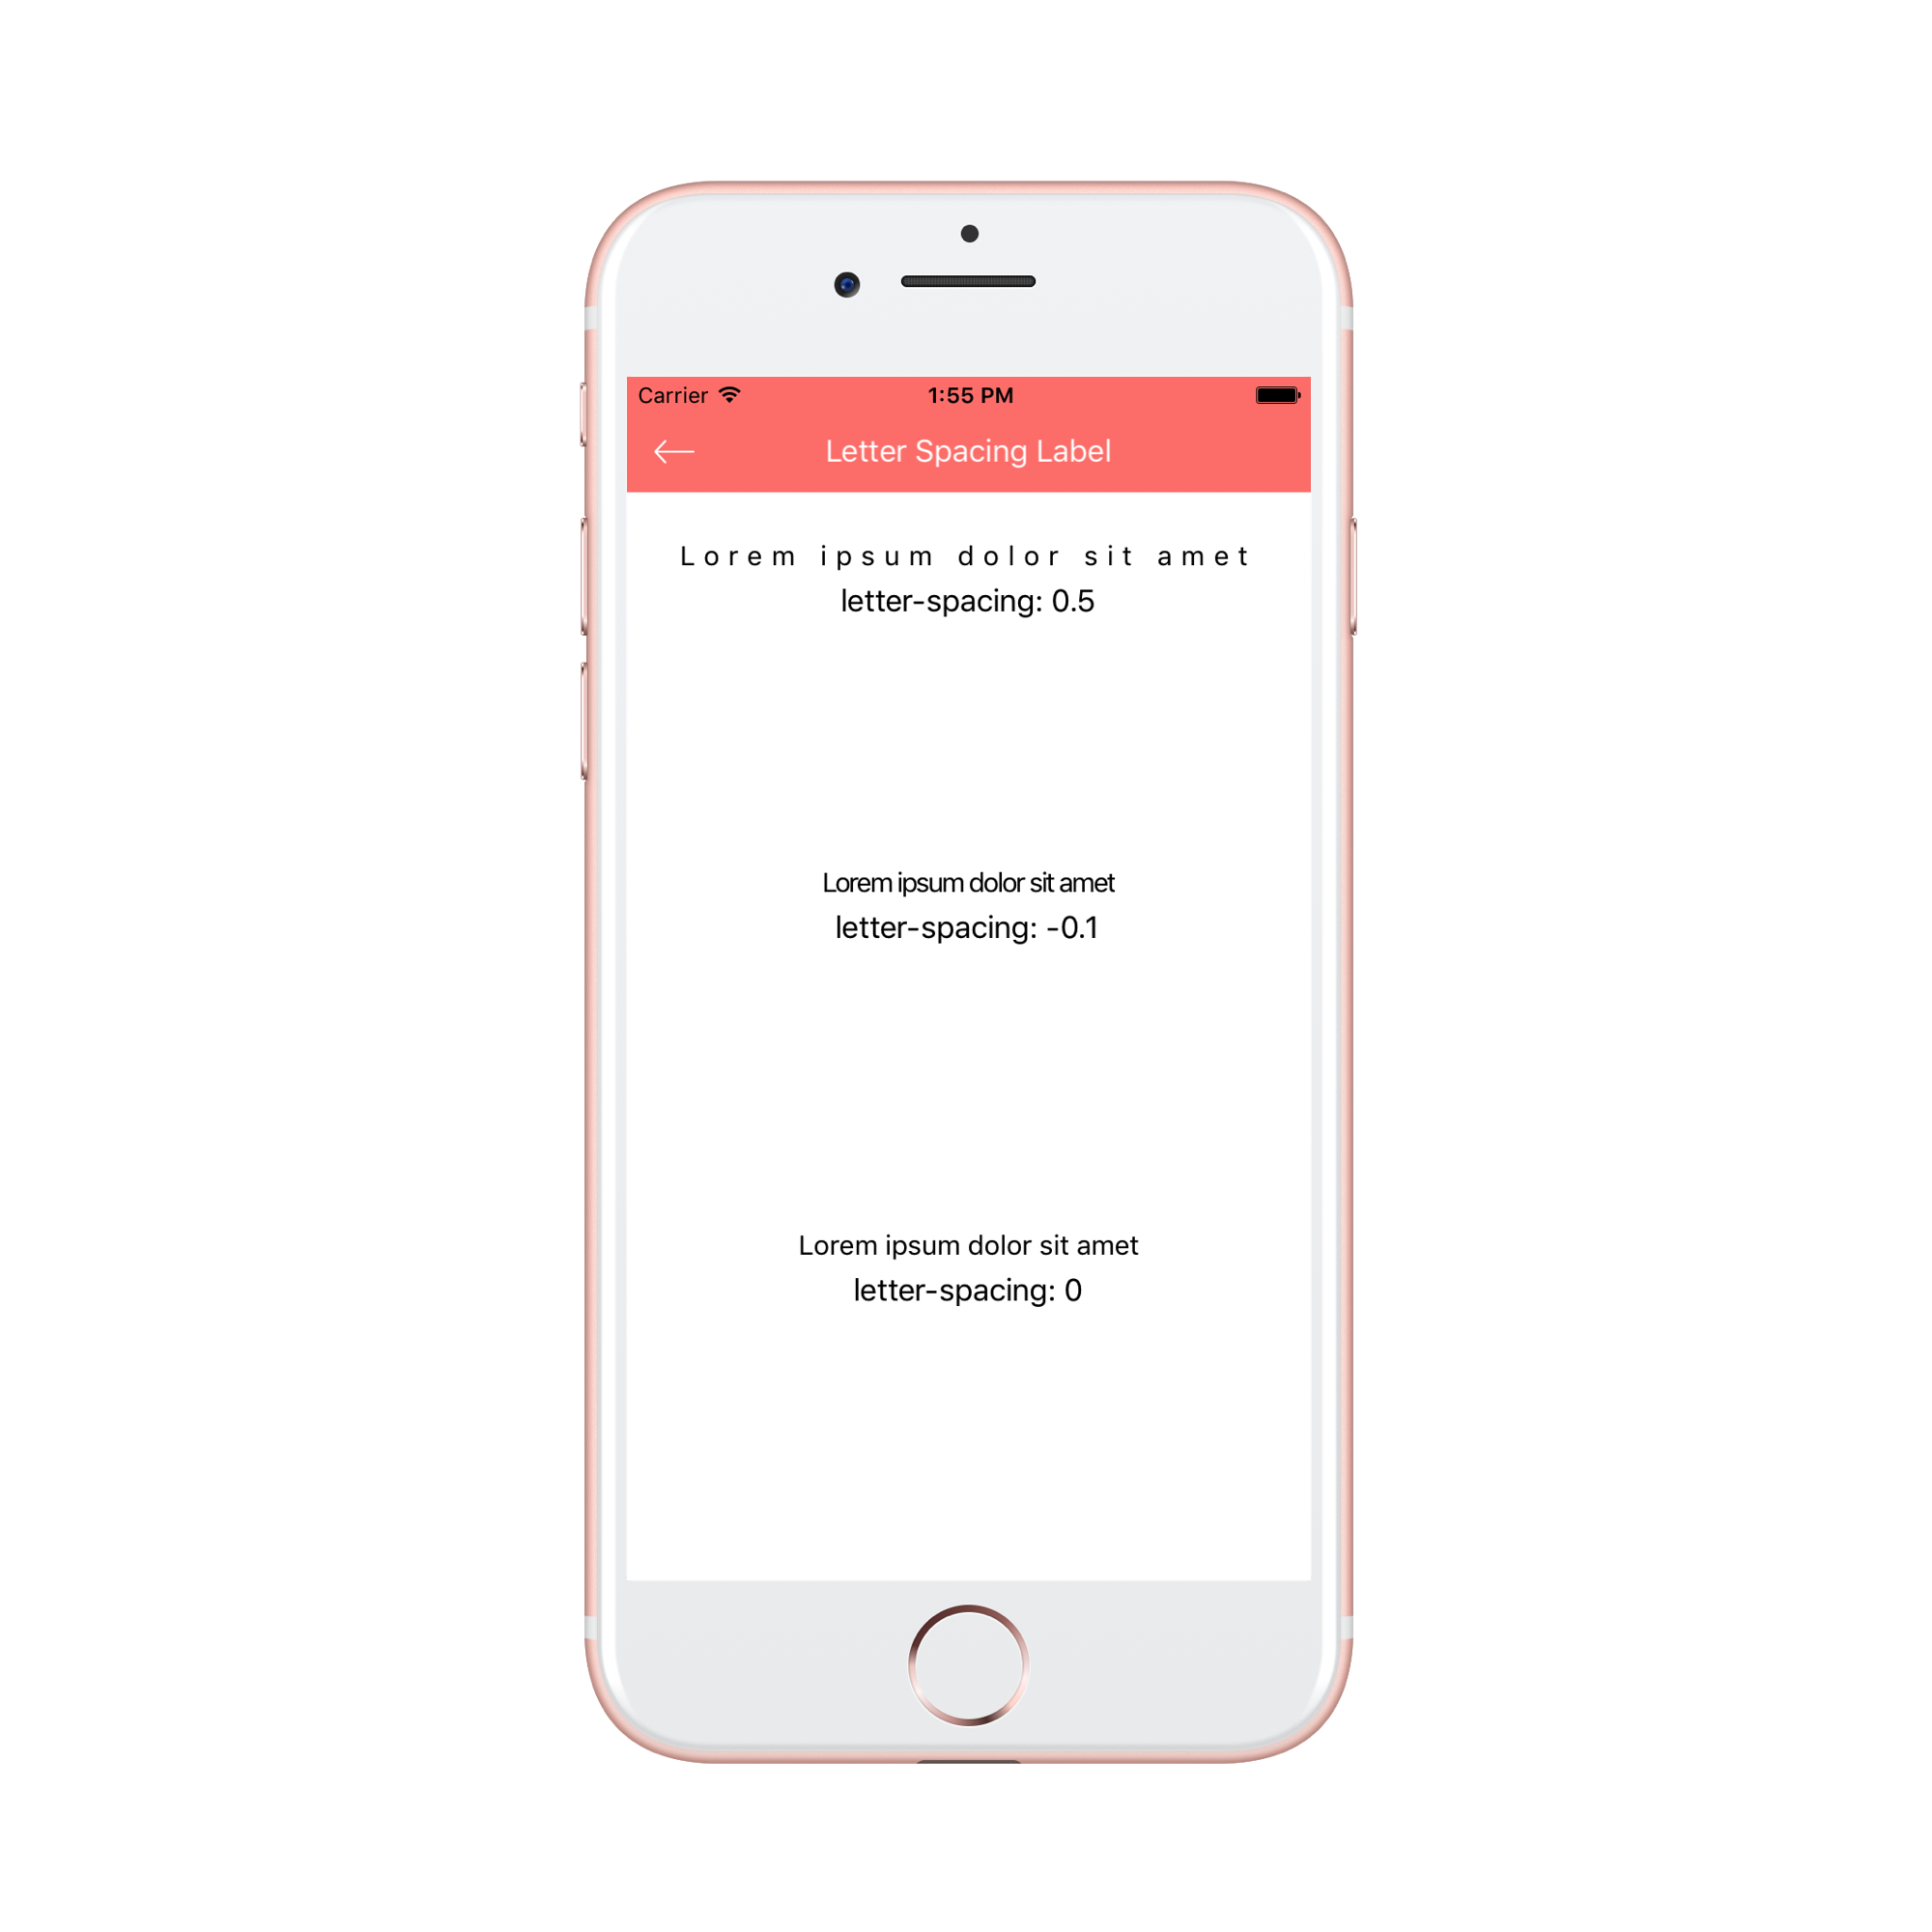 Carrier 1:55 PM
Letter Spacing Label
Lorem ipsum dolor sit amet
letter-spacing: 0.5
Lorem ipsum dolor sit amet
letter-spacing: -0.1
Lorem ipsum dolor sit amet
letter-spacing: 0